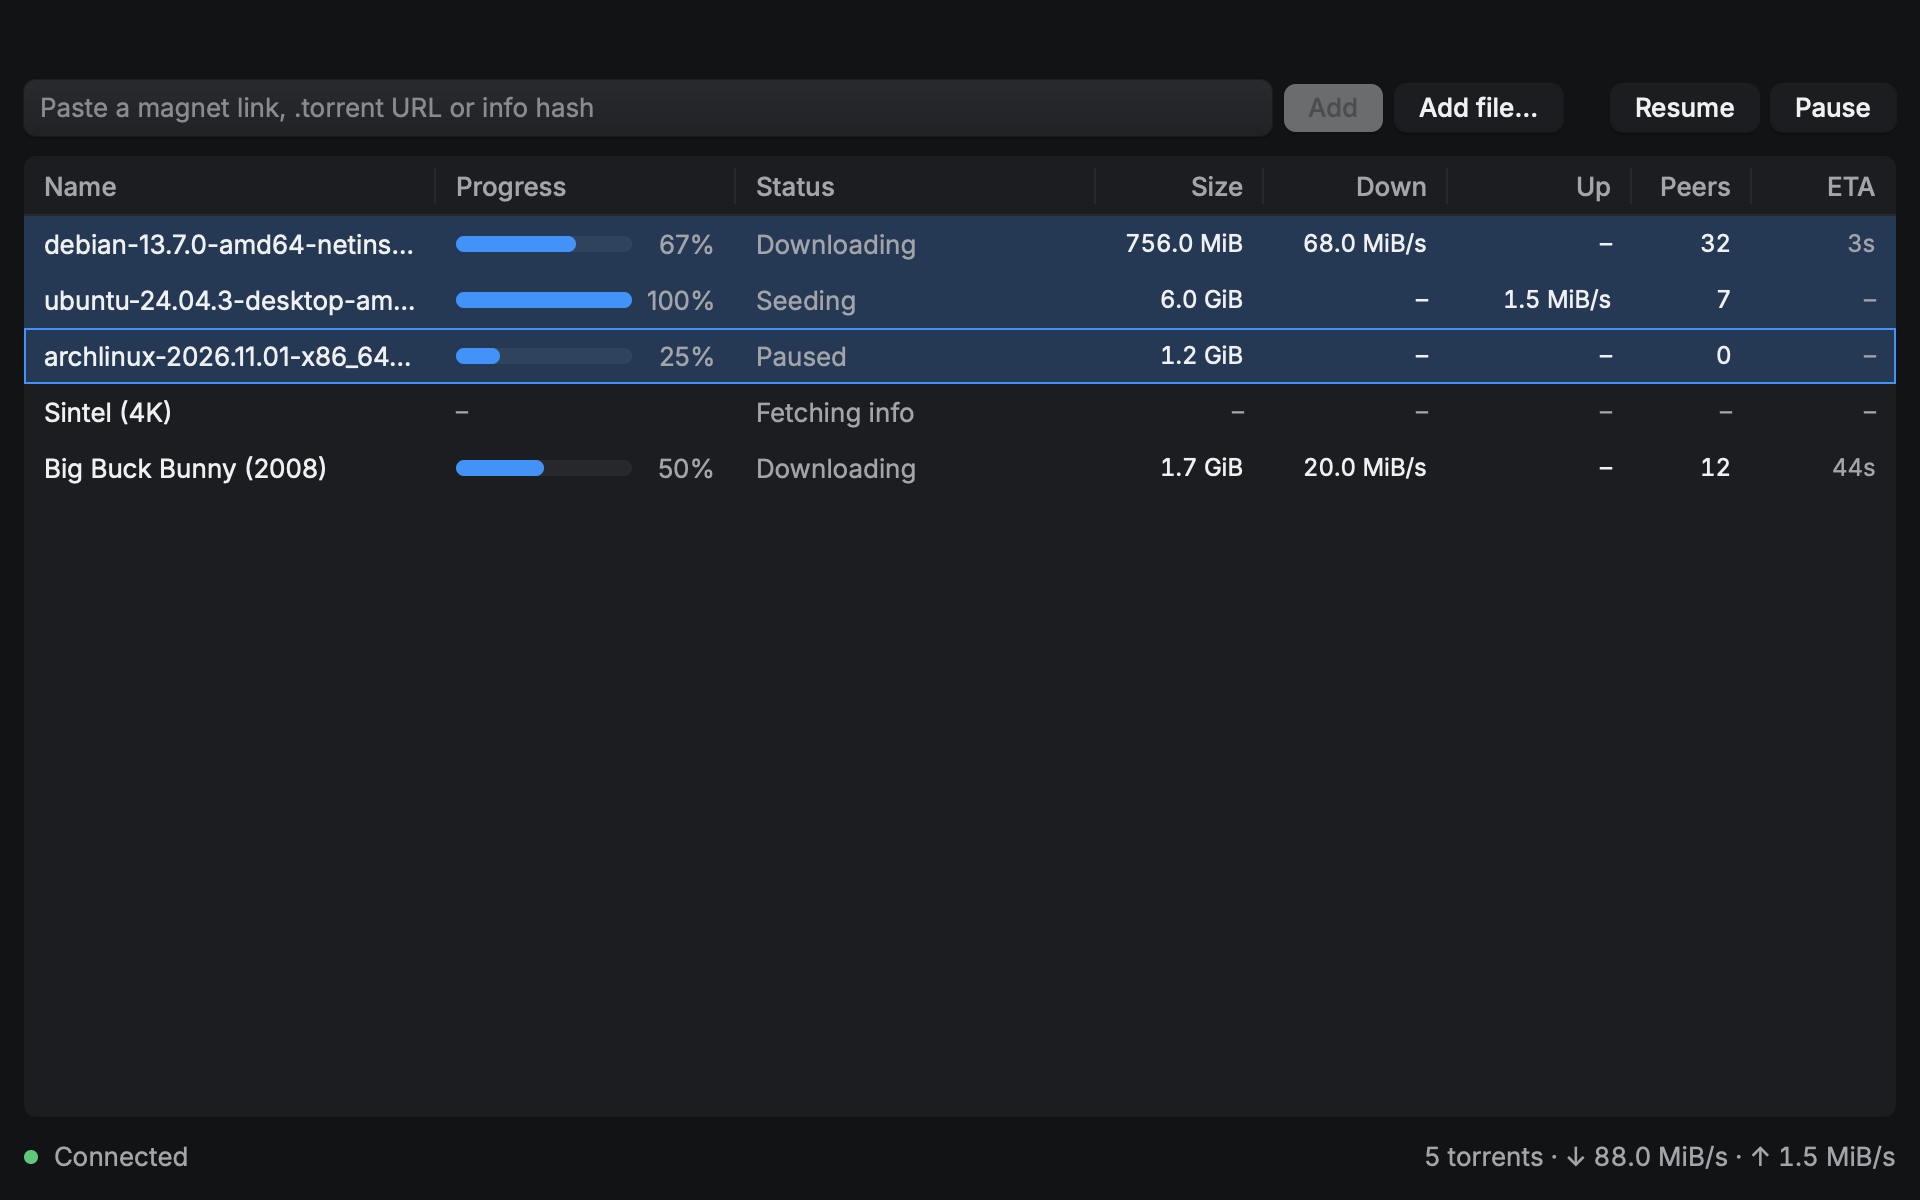 Paste a magnet link, .torrent URL or info hash Add Add file... Resume Pause
Name Progress Status Size Down Up Peers ETA
debian-13.7.0-amd64-netins... 67% Downloading 756.0 MiB 68.0 MiB/s – 32 3s
ubuntu-24.04.3-desktop-am... 100% Seeding 6.0 GiB – 1.5 MiB/s 7 –
archlinux-2026.11.01-x86_64... 25% Paused 1.2 GiB – – 0 –
Sintel (4K) – Fetching info – – – – –
Big Buck Bunny (2008) 50% Downloading 1.7 GiB 20.0 MiB/s – 12 44s
Connected 5 torrents · ↓ 88.0 MiB/s · ↑ 1.5 MiB/s